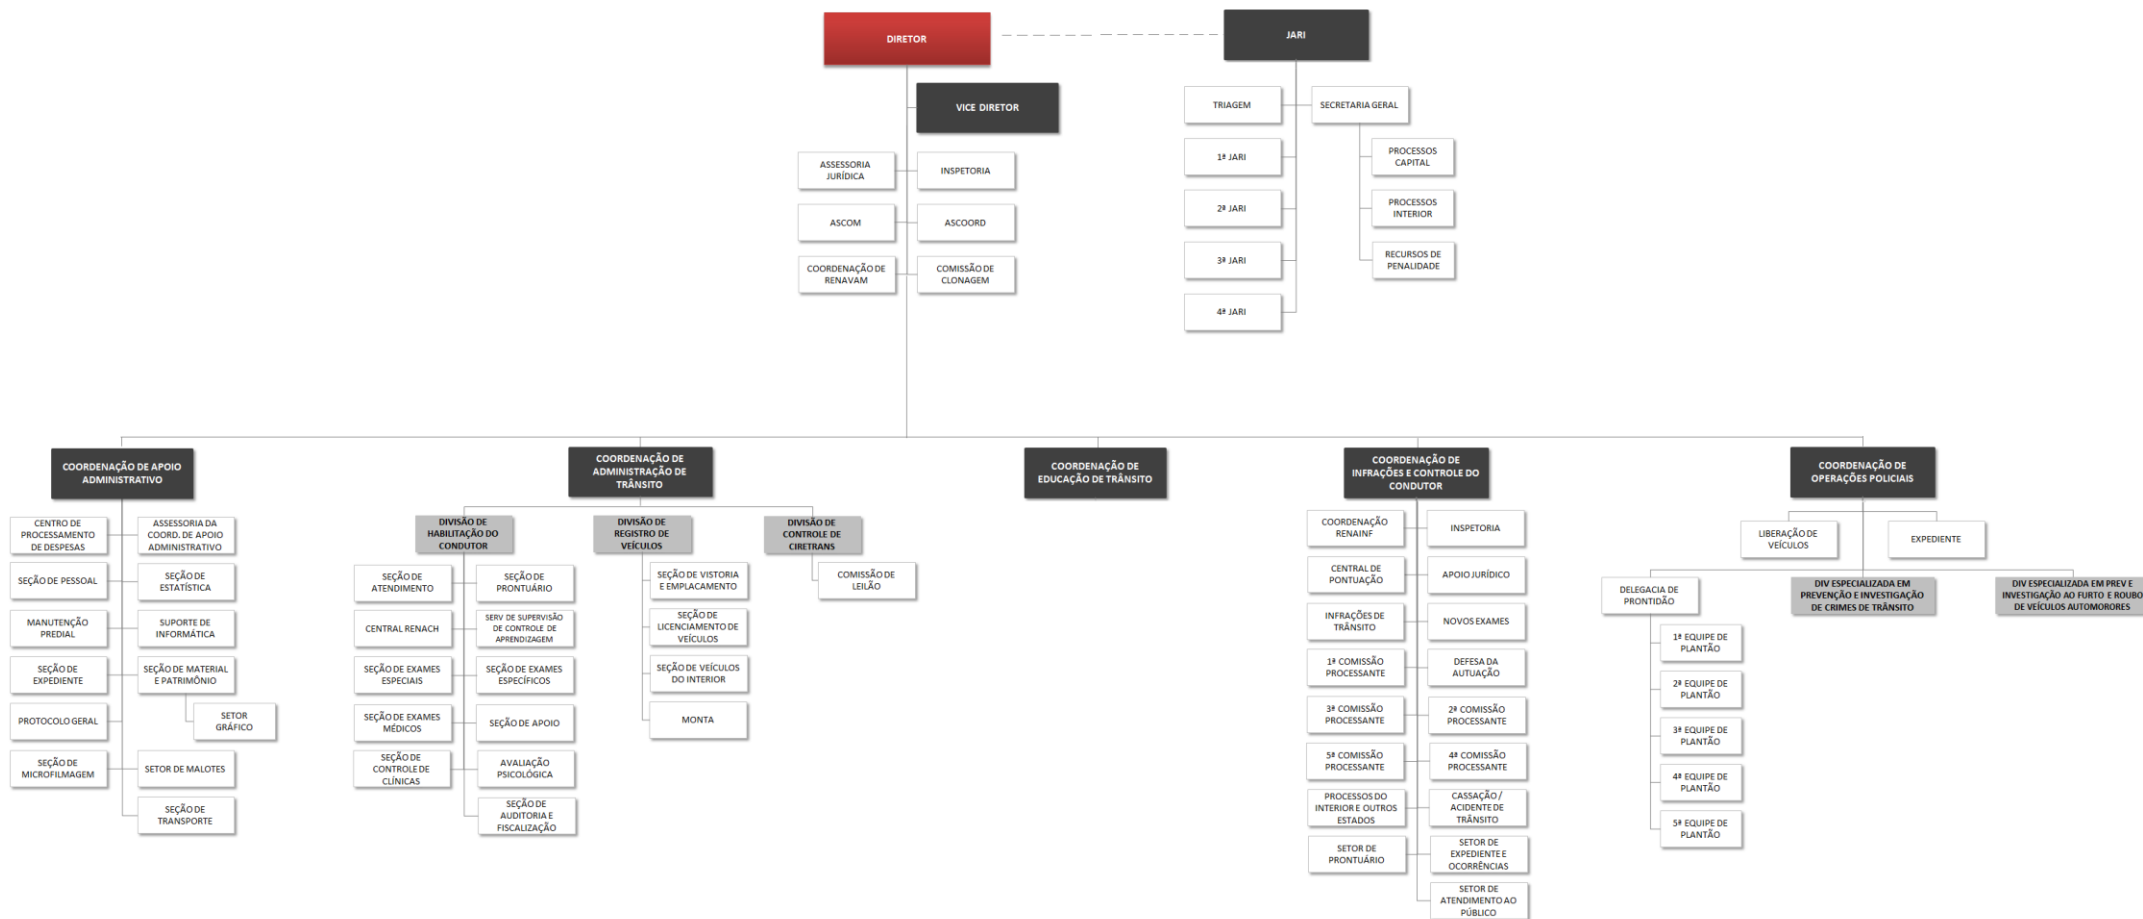 DIRETOR
JARI
VICE DIRETOR
ASSESSORIA
JURÍDICA
INSPETORIA
ASCOM
ASCOORD
COORDENAÇÃO DE
RENAVAM
COMISSÃO DE
CLONAGEM
TRIAGEM
SECRETARIA GERAL
1ª JARI
2ª JARI
3ª JARI
4ª JARI
PROCESSOS
CAPITAL
PROCESSOS
INTERIOR
RECURSOS DE
PENALIDADE
COORDENAÇÃO DE APOIO
ADMINISTRATIVO
CENTRO DE
PROCESSAMENTO
DE DESPESAS
ASSESSORIA DA
COORD. DE APOIO
ADMINISTRATIVO
SEÇÃO DE PESSOAL
SEÇÃO DE
ESTATÍSTICA
MANUTENÇÃO
PREDIAL
SUPORTE DE
INFORMÁTICA
SEÇÃO DE
EXPEDIENTE
SEÇÃO DE MATERIAL
E PATRIMÔNIO
PROTOCOLO GERAL
SETOR
GRÁFICO
SEÇÃO DE
MICROFILMAGEM
SETOR DE MALOTES
SEÇÃO DE
TRANSPORTE
COORDENAÇÃO DE
ADMINISTRAÇÃO DE
TRÂNSITO
DIVISÃO DE
HABILITAÇÃO DO
CONDUTOR
SEÇÃO DE
ATENDIMENTO
SEÇÃO DE
PRONTUÁRIO
CENTRAL RENACH
SERV DE SUPERVISÃO
DE CONTROLE DE
APRENDIZAGEM
SEÇÃO DE EXAMES
ESPECIAIS
SEÇÃO DE EXAMES
ESPECÍFICOS
SEÇÃO DE EXAMES
MÉDICOS
SEÇÃO DE APOIO
SEÇÃO DE
CONTROLE DE
CLÍNICAS
AVALIAÇÃO
PSICOLÓGICA
SEÇÃO DE
AUDITORIA E
FISCALIZAÇÃO
DIVISÃO DE
REGISTRO DE
VEÍCULOS
SEÇÃO DE VISTORIA
E EMPLACAMENTO
SEÇÃO DE
LICENCIAMENTO DE
VEÍCULOS
SEÇÃO DE VEÍCULOS
DO INTERIOR
MONTA
DIVISÃO DE
CONTROLE DE
CIRETRANS
COMISSÃO DE
LEILÃO
COORDENAÇÃO DE
EDUCAÇÃO DE TRÂNSITO
COORDENAÇÃO DE
INFRAÇÕES E CONTROLE DO
CONDUTOR
COORDENAÇÃO
RENAINF
INSPETORIA
CENTRAL DE
PONTUAÇÃO
APOIO JURÍDICO
INFRAÇÕES DE
TRÂNSITO
NOVOS EXAMES
1ª COMISSÃO
PROCESSANTE
DEFESA DA
AUTUAÇÃO
3ª COMISSÃO
PROCESSANTE
2ª COMISSÃO
PROCESSANTE
5ª COMISSÃO
PROCESSANTE
4ª COMISSÃO
PROCESSANTE
PROCESSOS DO
INTERIOR E OUTROS
ESTADOS
CASSAÇÃO /
ACIDENTE DE
TRÂNSITO
SETOR DE
PRONTUÁRIO
SETOR DE
EXPEDIENTE E
OCORRÊNCIAS
SETOR DE
ATENDIMENTO AO
PÚBLICO
COORDENAÇÃO DE
OPERAÇÕES POLICIAIS
LIBERAÇÃO DE
VEÍCULOS
EXPEDIENTE
DELEGACIA DE
PRONTIDÃO
1ª EQUIPE DE
PLANTÃO
2ª EQUIPE DE
PLANTÃO
3ª EQUIPE DE
PLANTÃO
4ª EQUIPE DE
PLANTÃO
5ª EQUIPE DE
PLANTÃO
DIV ESPECIALIZADA EM
PREVENÇÃO E INVESTIGAÇÃO
DE CRIMES DE TRÂNSITO
DIV ESPECIALIZADA EM PREV E
INVESTIGAÇÃO AO FURTO E ROUBO
DE VEÍCULOS AUTOMORORES